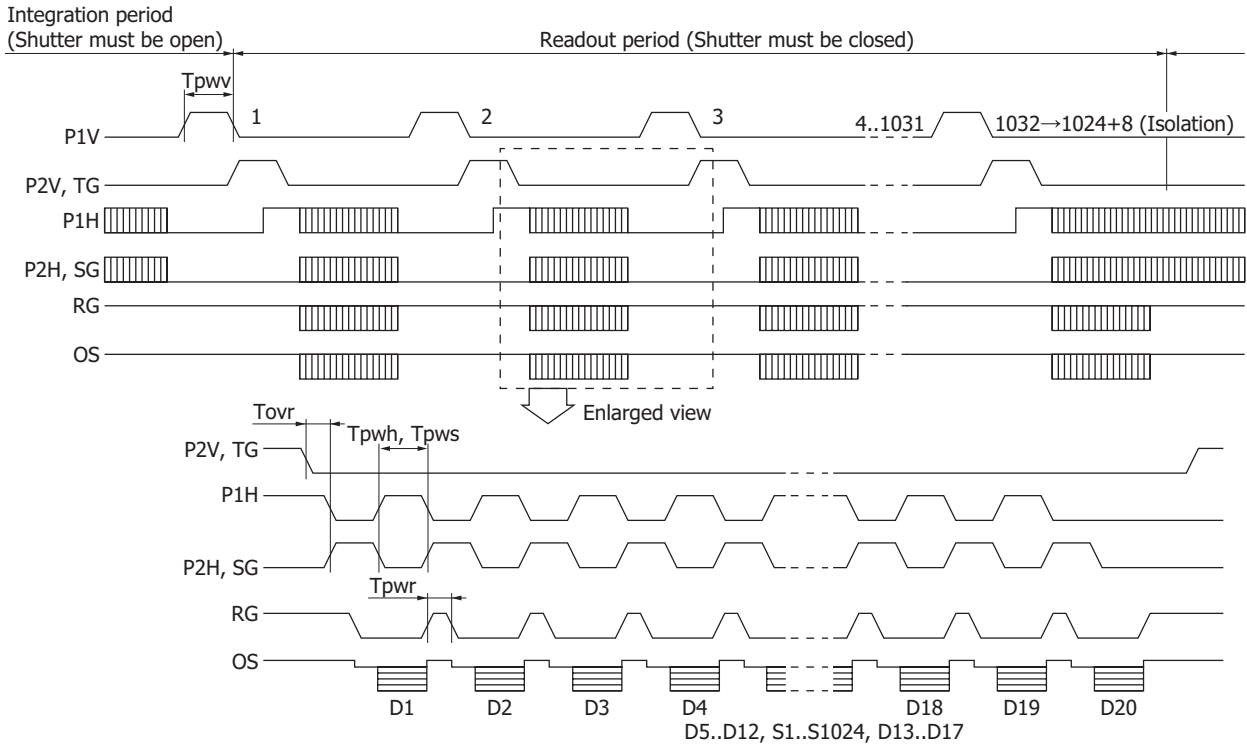 Integration period
(Shutter must be open)
Readout period (Shutter must be closed)
Tpwv
P1V
1
2
3
4..1031
1032→1024+8 (Isolation)
P2V, TG
P1H
P2H, SG
RG
OS
Enlarged view
Tovr
Tpwh, Tpws
P2V, TG
P1H
P2H, SG
Tpwr
RG
OS
D1
D2
D3
D4
D18
D19
D20
D5..D12, S1..S1024, D13..D17